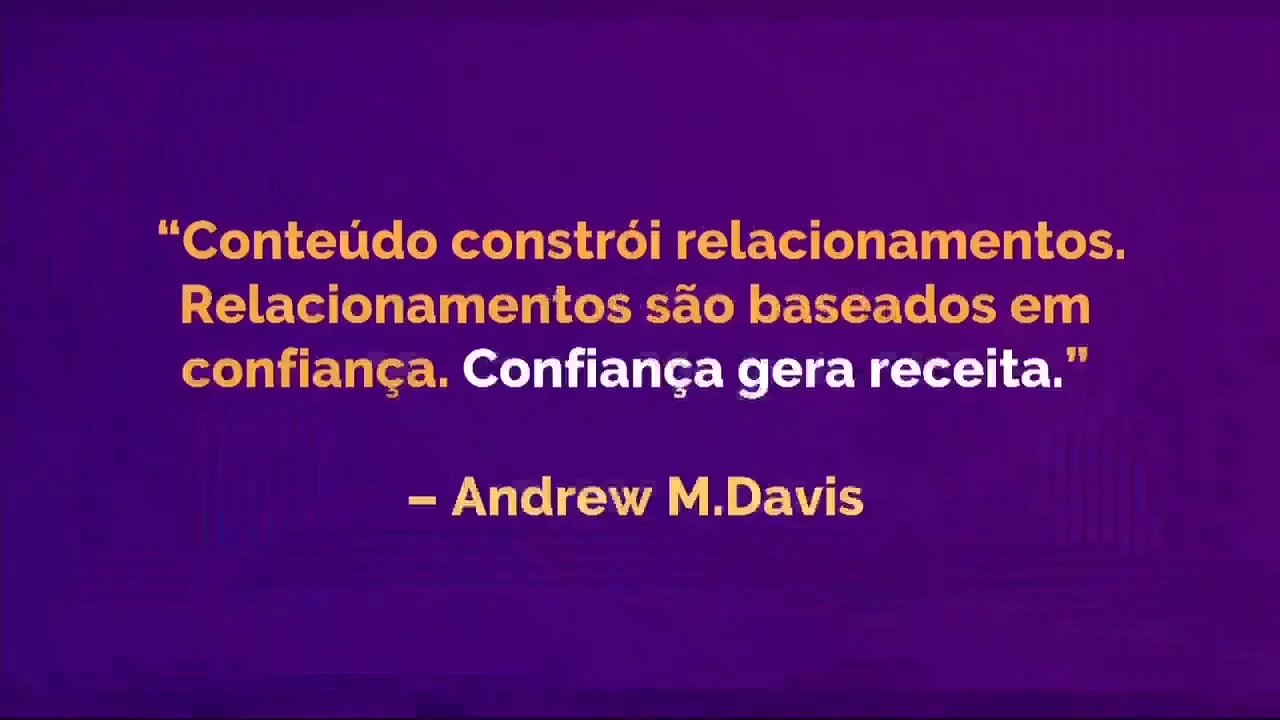 “Conteúdo constrói relacionamentos.
Relacionamentos são baseados em
confiança. Confiança gera receita.”
– Andrew M.Davis